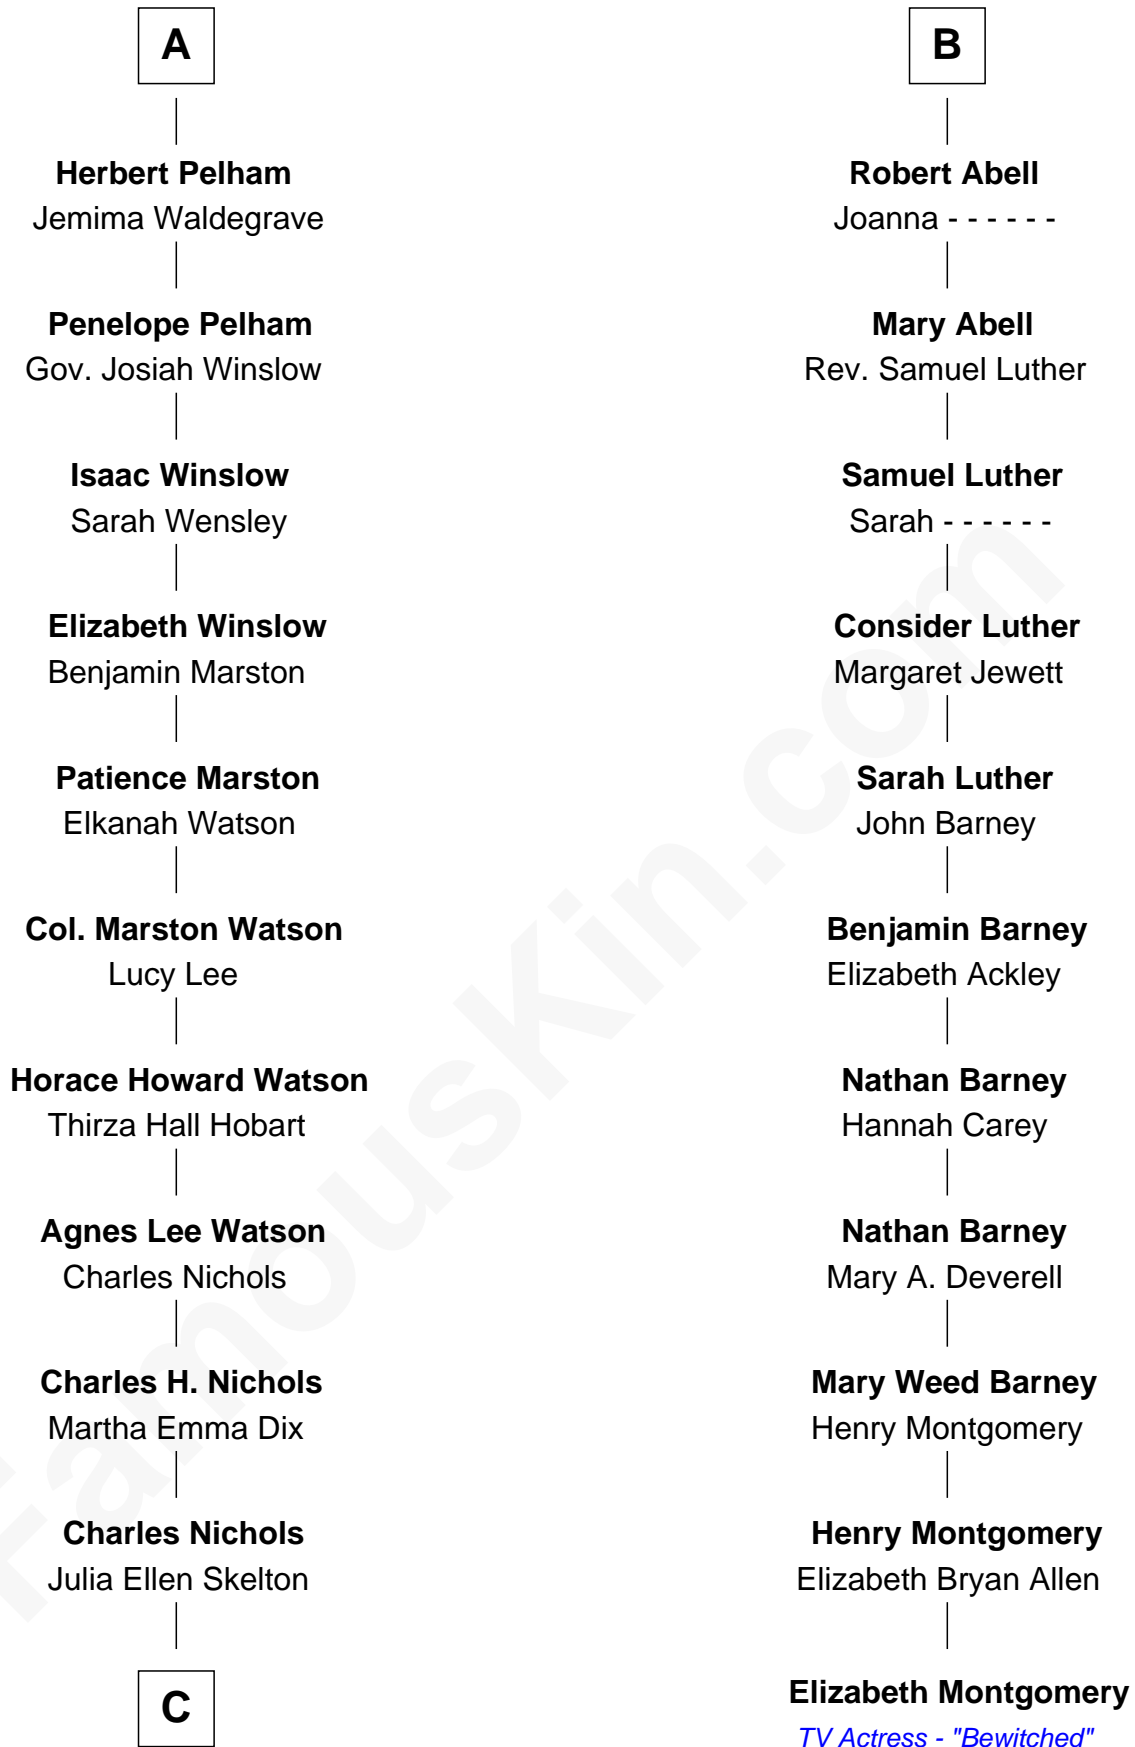 A
Herbert Pelham
Jemima Waldegrave
Penelope Pelham
Gov. Josiah Winslow
Isaac Winslow
Sarah Wensley
Elizabeth Winslow
Benjamin Marston
Patience Marston
Elkanah Watson
Col. Marston Watson
Lucy Lee
Horace Howard Watson
Thirza Hall Hobart
Agnes Lee Watson
Charles Nichols
Charles H. Nichols
Martha Emma Dix
Charles Nichols
Julia Ellen Skelton
C
B
Robert Abell
Joanna - - - - - -
Mary Abell
Rev. Samuel Luther
Samuel Luther
Sarah - - - - - -
Consider Luther
Margaret Jewett
Sarah Luther
John Barney
Benjamin Barney
Elizabeth Ackley
Nathan Barney
Hannah Carey
Nathan Barney
Mary A. Deverell
Mary Weed Barney
Henry Montgomery
Henry Montgomery
Elizabeth Bryan Allen
Elizabeth Montgomery
TV Actress - "Bewitched"
FamousKin.com